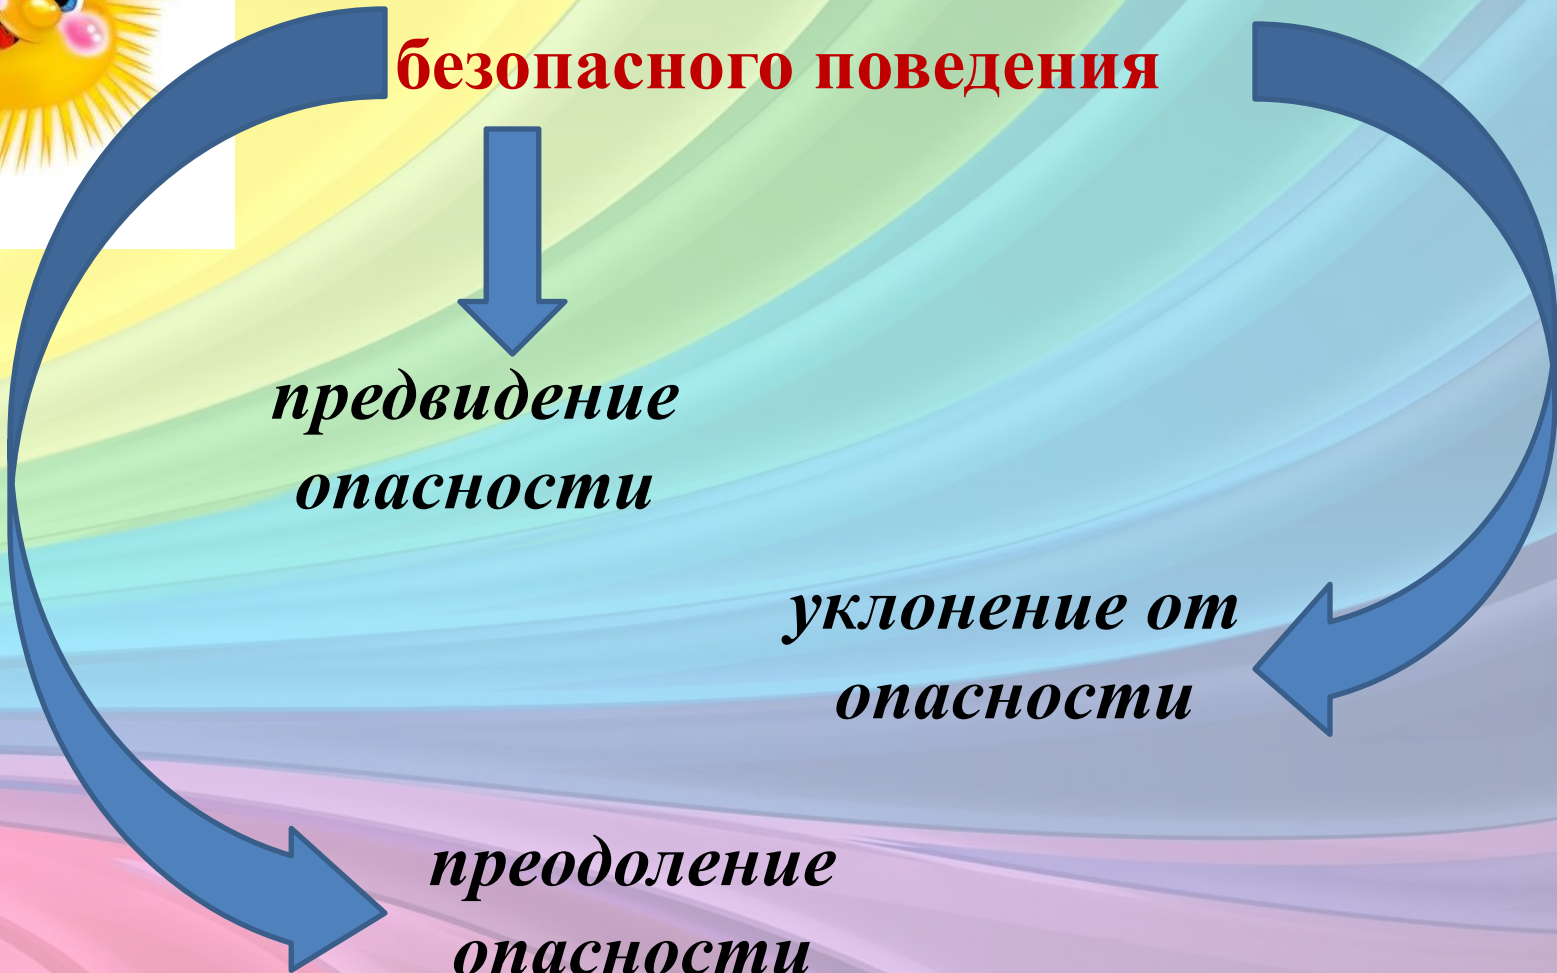 безопасного поведения
предвидение
опасности
уклонение от
опасности
преодоление
опасности